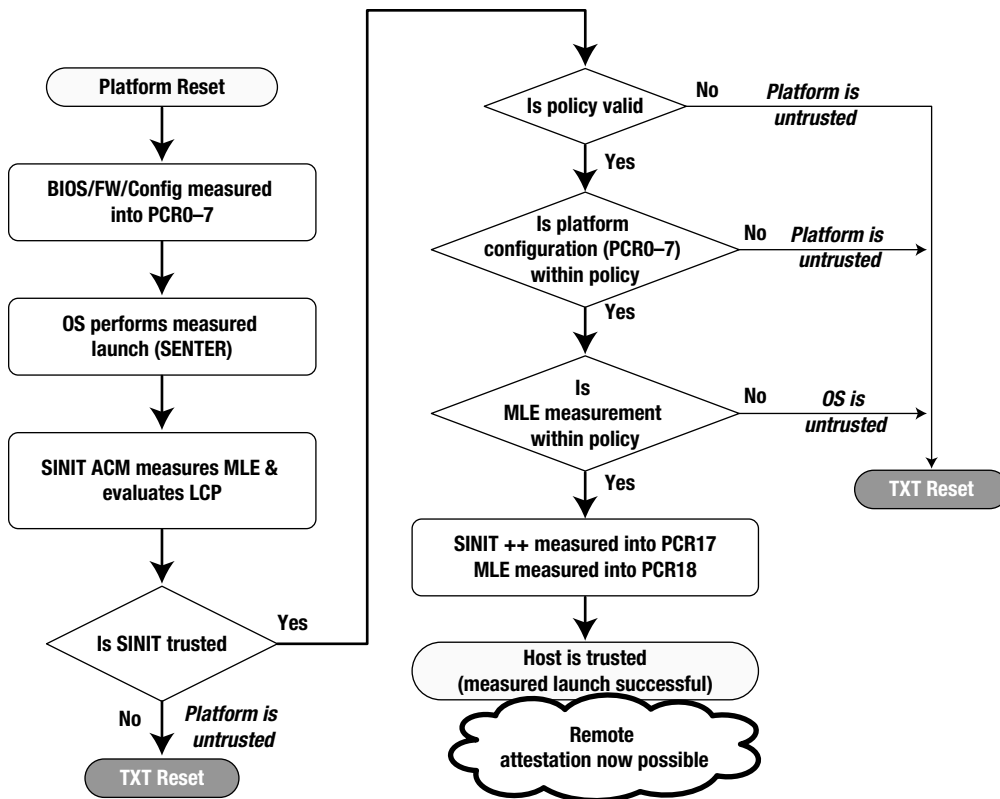 Platform Reset
BIOS/FW/Config measured
into PCR0–7
OS performs measured
launch (SENTER)
SINIT ACM measures MLE &
evaluates LCP
Is SINIT trusted
Yes
No
Platform is
untrusted
TXT Reset
Is policy valid
No
Platform is
untrusted
Yes
Is platform
configuration (PCR0–7)
within policy
No
Platform is
untrusted
Yes
Is
MLE measurement
within policy
No
OS is
untrusted
Yes
TXT Reset
SINIT ++ measured into PCR17
MLE measured into PCR18
Host is trusted
(measured launch successful)
Remote
attestation now possible